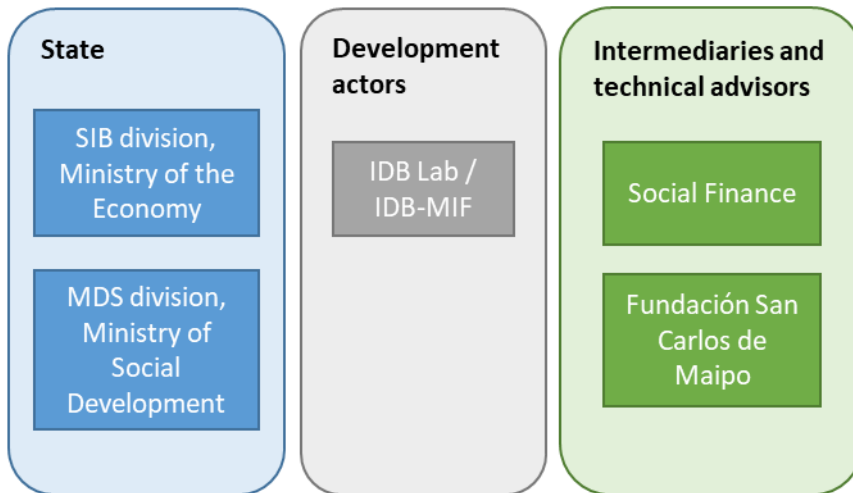 State
SIB division,
Ministry of the
Economy
MDS division,
Ministry of
Social
Development
Development
actors
IDB Lab /
IDB-MIF
Intermediaries and
technical advisors
Social Finance
Fundación San
Carlos de
Maipo